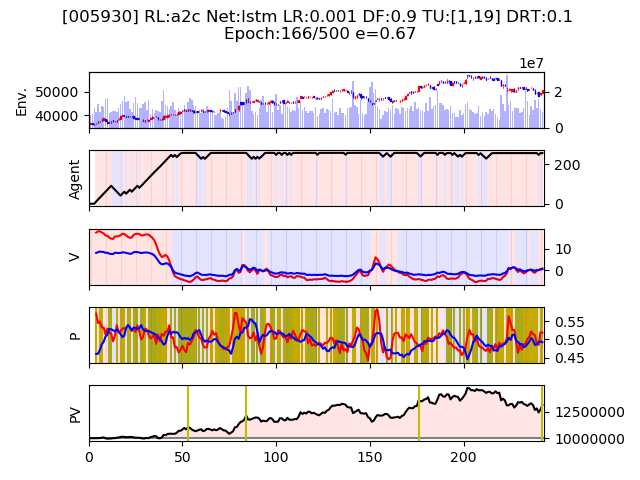 [005930] RL:a2c Net:lstm LR:0.001 DF:0.9 TU:[1,19] DRT:0.1
Epoch:166/500 e=0.67
1e7
Env.
50000
40000
2
0
Agent
200
0
V
10
0
P
0.55
0.50
0.45
PV
12500000
10000000
0 50 100 150 200